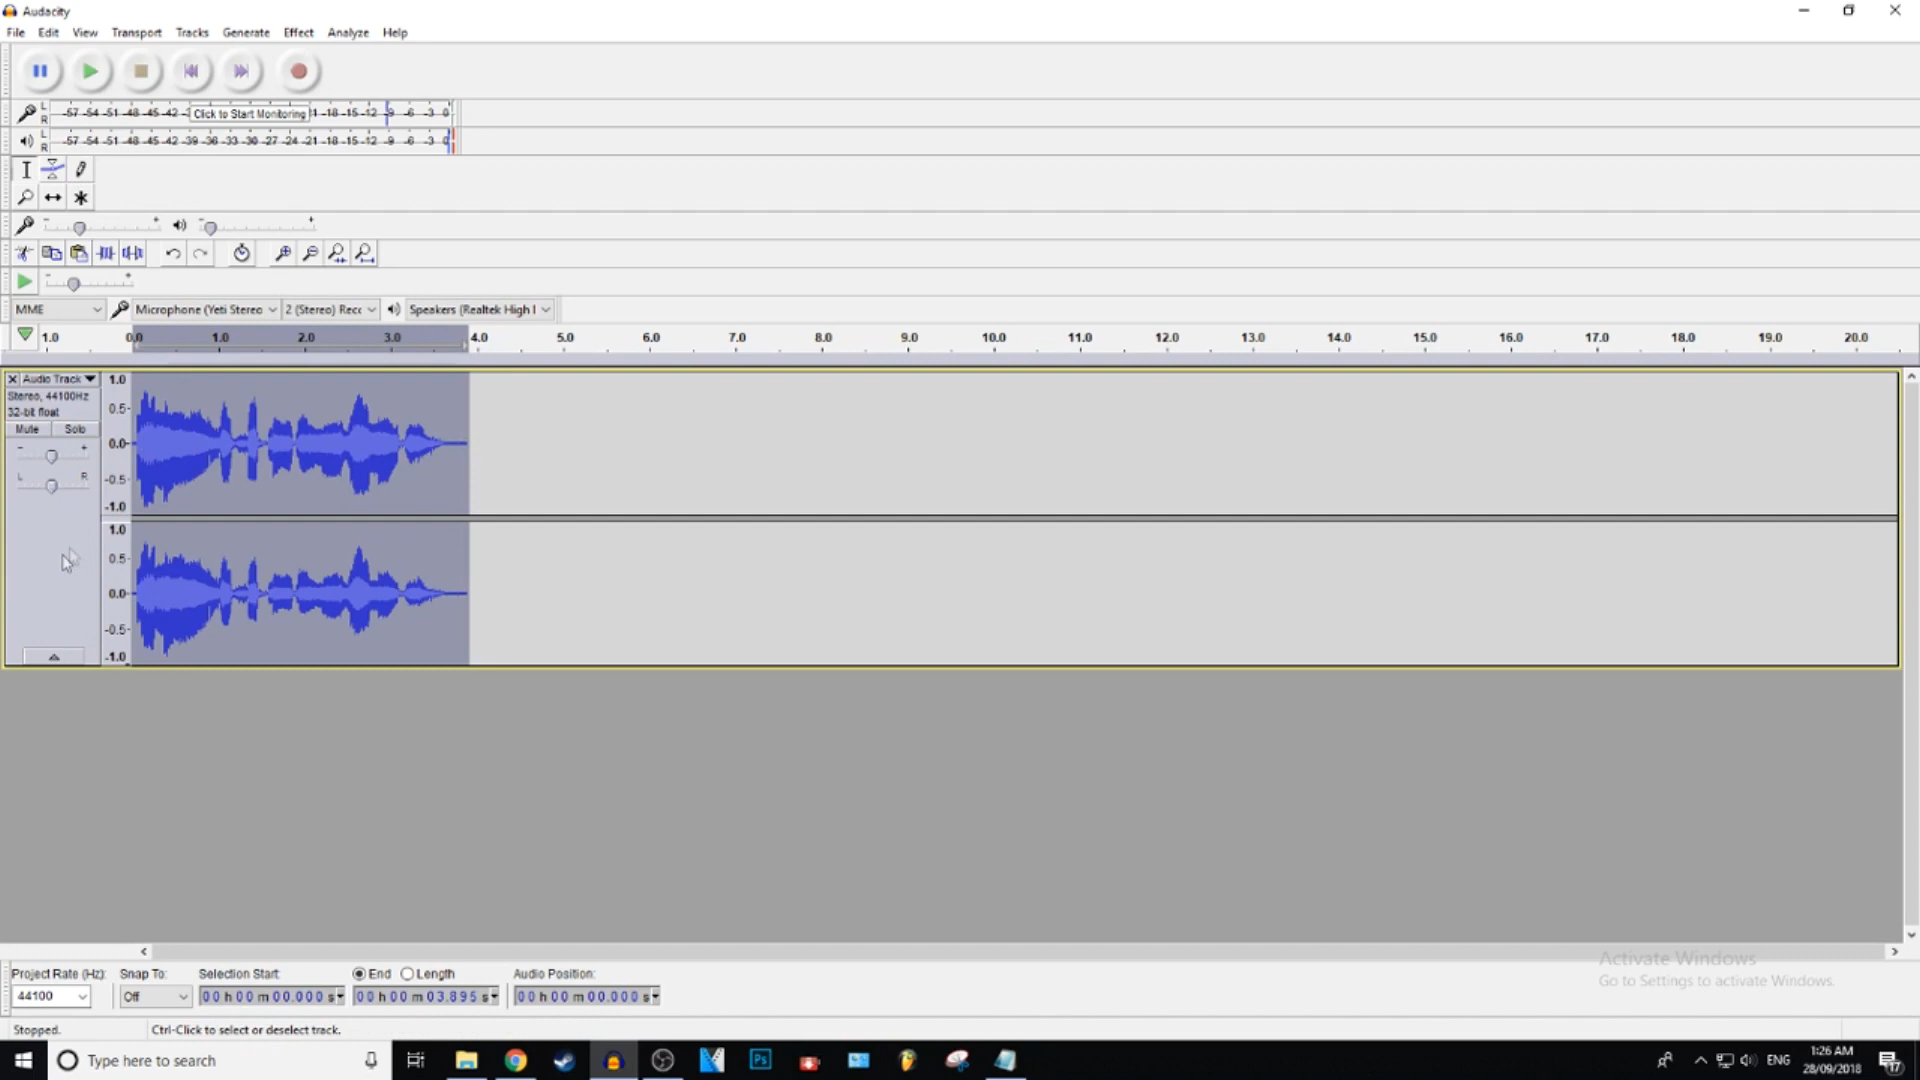 Audacity
File Edit View Transport Tracks Generate Effect Analyze Help
L
R
-57 -54 -51 -48 -45 -42 Click to Start Monitoring -18 -15 -12 -9 -6 -3 0
L
R
-57 -54 -51 -48 -45 -42 -39 -36 -33 -30 -27 -24 -21 -18 -15 -12 -9 -6 -3 0
- + - +
- +
MME Microphone (Yeti Stereo 2 (Stereo) Recc Speakers (Realtek High I
1.0 0.0 1.0 2.0 3.0 4.0 5.0 6.0 7.0 8.0 9.0 10.0 11.0 12.0 13.0 14.0 15.0 16.0 17.0 18.0 19.0 20.0
X Audio Track 1.0
Stereo, 44100Hz
32-bit float 0.5
Mute Solo
- + 0.0
L R -0.5
-1.0
1.0
0.5
0.0
-0.5
-1.0
Activate Windows
Go to Settings to activate Windows.
Project Rate (Hz): Snap To: Selection Start: End Length Audio Position:
44100 Off 00 h 00 m 00.000 s 00 h 00 m 03.895 s 00 h 00 m 00.000 s
Stopped. Ctrl-Click to select or deselect track.
Type here to search Ps ENG 1:26 AM
28/09/2018 17